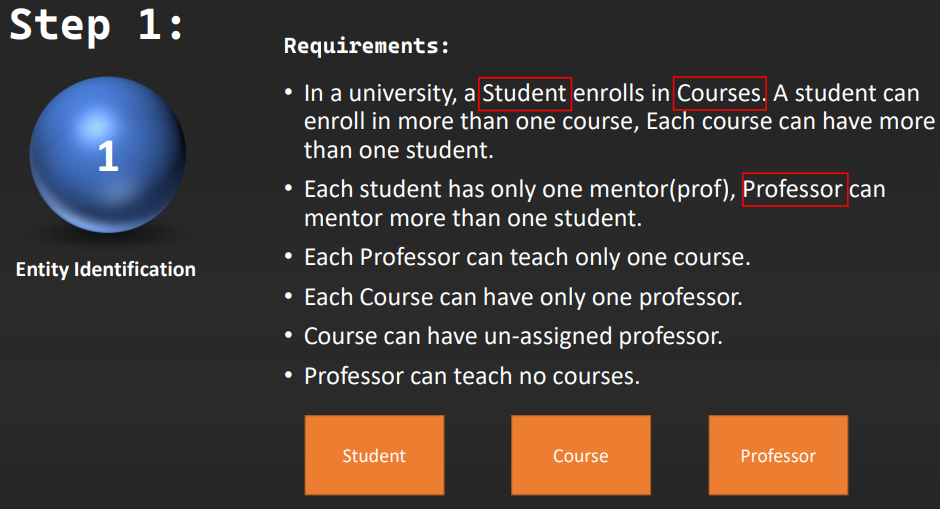 Step 1:
1
Entity Identification
Requirements:
• In a university, a Student enrolls in Courses. A student can
enroll in more than one course, Each course can have more
than one student.
• Each student has only one mentor(prof), Professor can
mentor more than one student.
• Each Professor can teach only one course.
• Each Course can have only one professor.
• Course can have un-assigned professor.
• Professor can teach no courses.
Student
Course
Professor